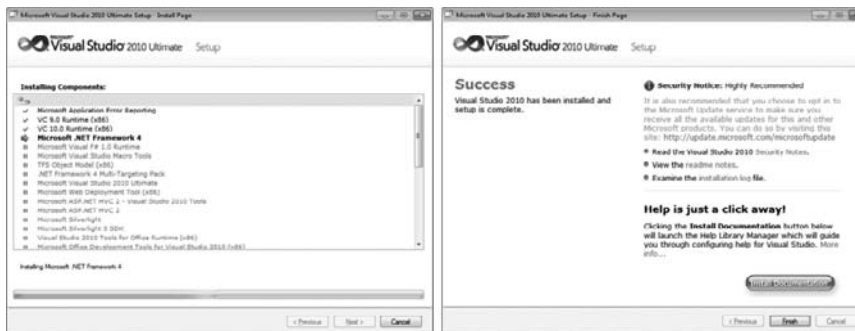 Microsoft Visual Studio 2010 Ultimate Setup - Install Page
Microsoft
Visual Studio 2010 Ultimate Setup
Installing Components:
Microsoft Application Error Reporting
VC 9.0 Runtime (x86)
VC 10.0 Runtime (x86)
Microsoft .NET Framework 4
Microsoft Visual F# 1.0 Runtime
Microsoft Visual Studio Macro Tools
TFS Object Model (x86)
.NET Framework 4 Multi-Targeting Pack
Microsoft Visual Studio 2010 Ultimate
Microsoft Web Deployment Tool (x86)
Microsoft ASP.NET MVC 2 - Visual Studio 2010 Tools
Microsoft ASP.NET MVC 2
Microsoft Silverlight
Microsoft Silverlight 3 SDK
Visual Studio 2010 Tools for Office Runtime (x86)
Microsoft Office Development Tools for Visual Studio 2010 (x86)
Installing Microsoft .NET Framework 4
< Previous Next > Cancel
Microsoft Visual Studio 2010 Ultimate Setup - Finish Page
Microsoft
Visual Studio 2010 Ultimate Setup
Success
Visual Studio 2010 has been installed and
setup is complete.
Security Notice: Highly Recommended
It is also recommended that you choose to opt in to
the Microsoft Update service to make sure you
receive all the available updates for this and other
Microsoft products. You can do so by visiting this
site: http://update.microsoft.com/microsoftupdate
Read the Visual Studio 2010 Security Notes.
View the readme notes.
Examine the installation log file.
Help is just a click away!
Clicking the Install Documentation button below
will launch the Help Library Manager which will guide
you through configuring help for Visual Studio. More
info...
Install Documentation
< Previous Finish Cancel